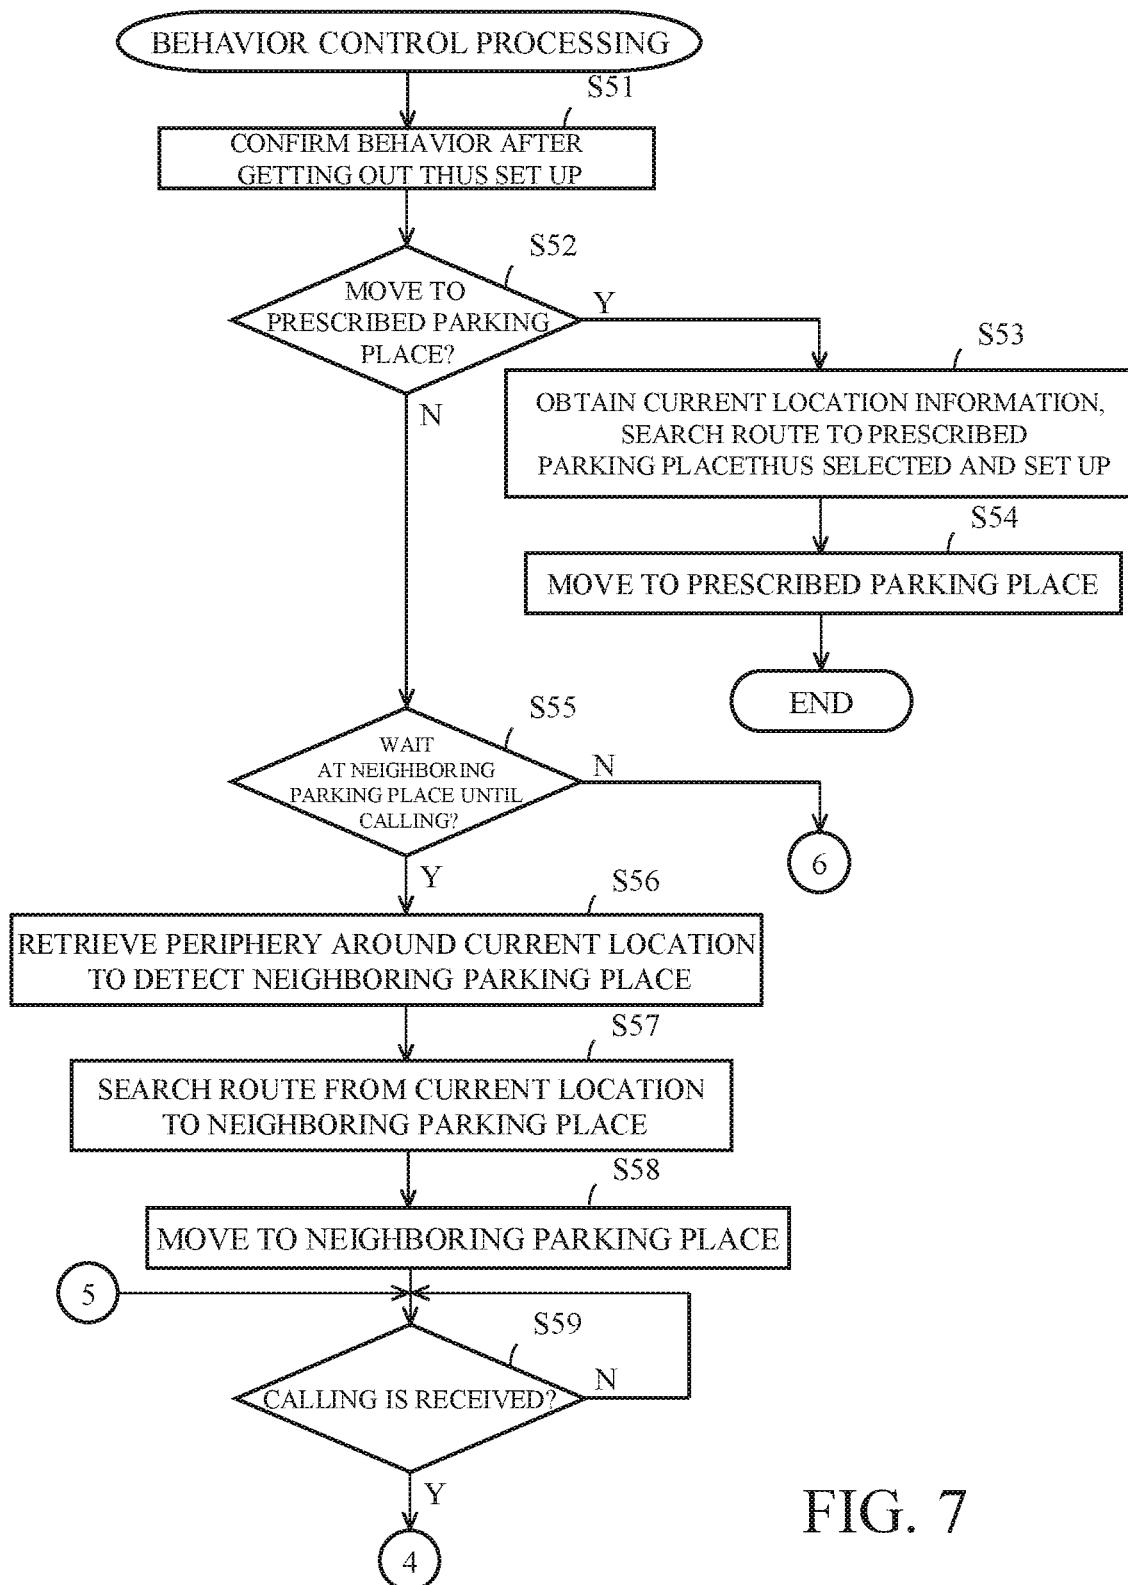 BEHAVIOR CONTROL PROCESSING
S51
CONFIRM BEHAVIOR AFTER
GETTING OUT THUS SET UP
S52
MOVE TO
PRESCRIBED PARKING
PLACE?
Y
N
S53
OBTAIN CURRENT LOCATION INFORMATION,
SEARCH ROUTE TO PRESCRIBED
PARKING PLACETHUS SELECTED AND SET UP
S54
MOVE TO PRESCRIBED PARKING PLACE
END
S55
WAIT
AT NEIGHBORING
PARKING PLACE UNTIL
CALLING?
N
6
Y
S56
RETRIEVE PERIPHERY AROUND CURRENT LOCATION
TO DETECT NEIGHBORING PARKING PLACE
S57
SEARCH ROUTE FROM CURRENT LOCATION
TO NEIGHBORING PARKING PLACE
S58
MOVE TO NEIGHBORING PARKING PLACE
5
S59
CALLING IS RECEIVED?
N
Y
4
FIG. 7